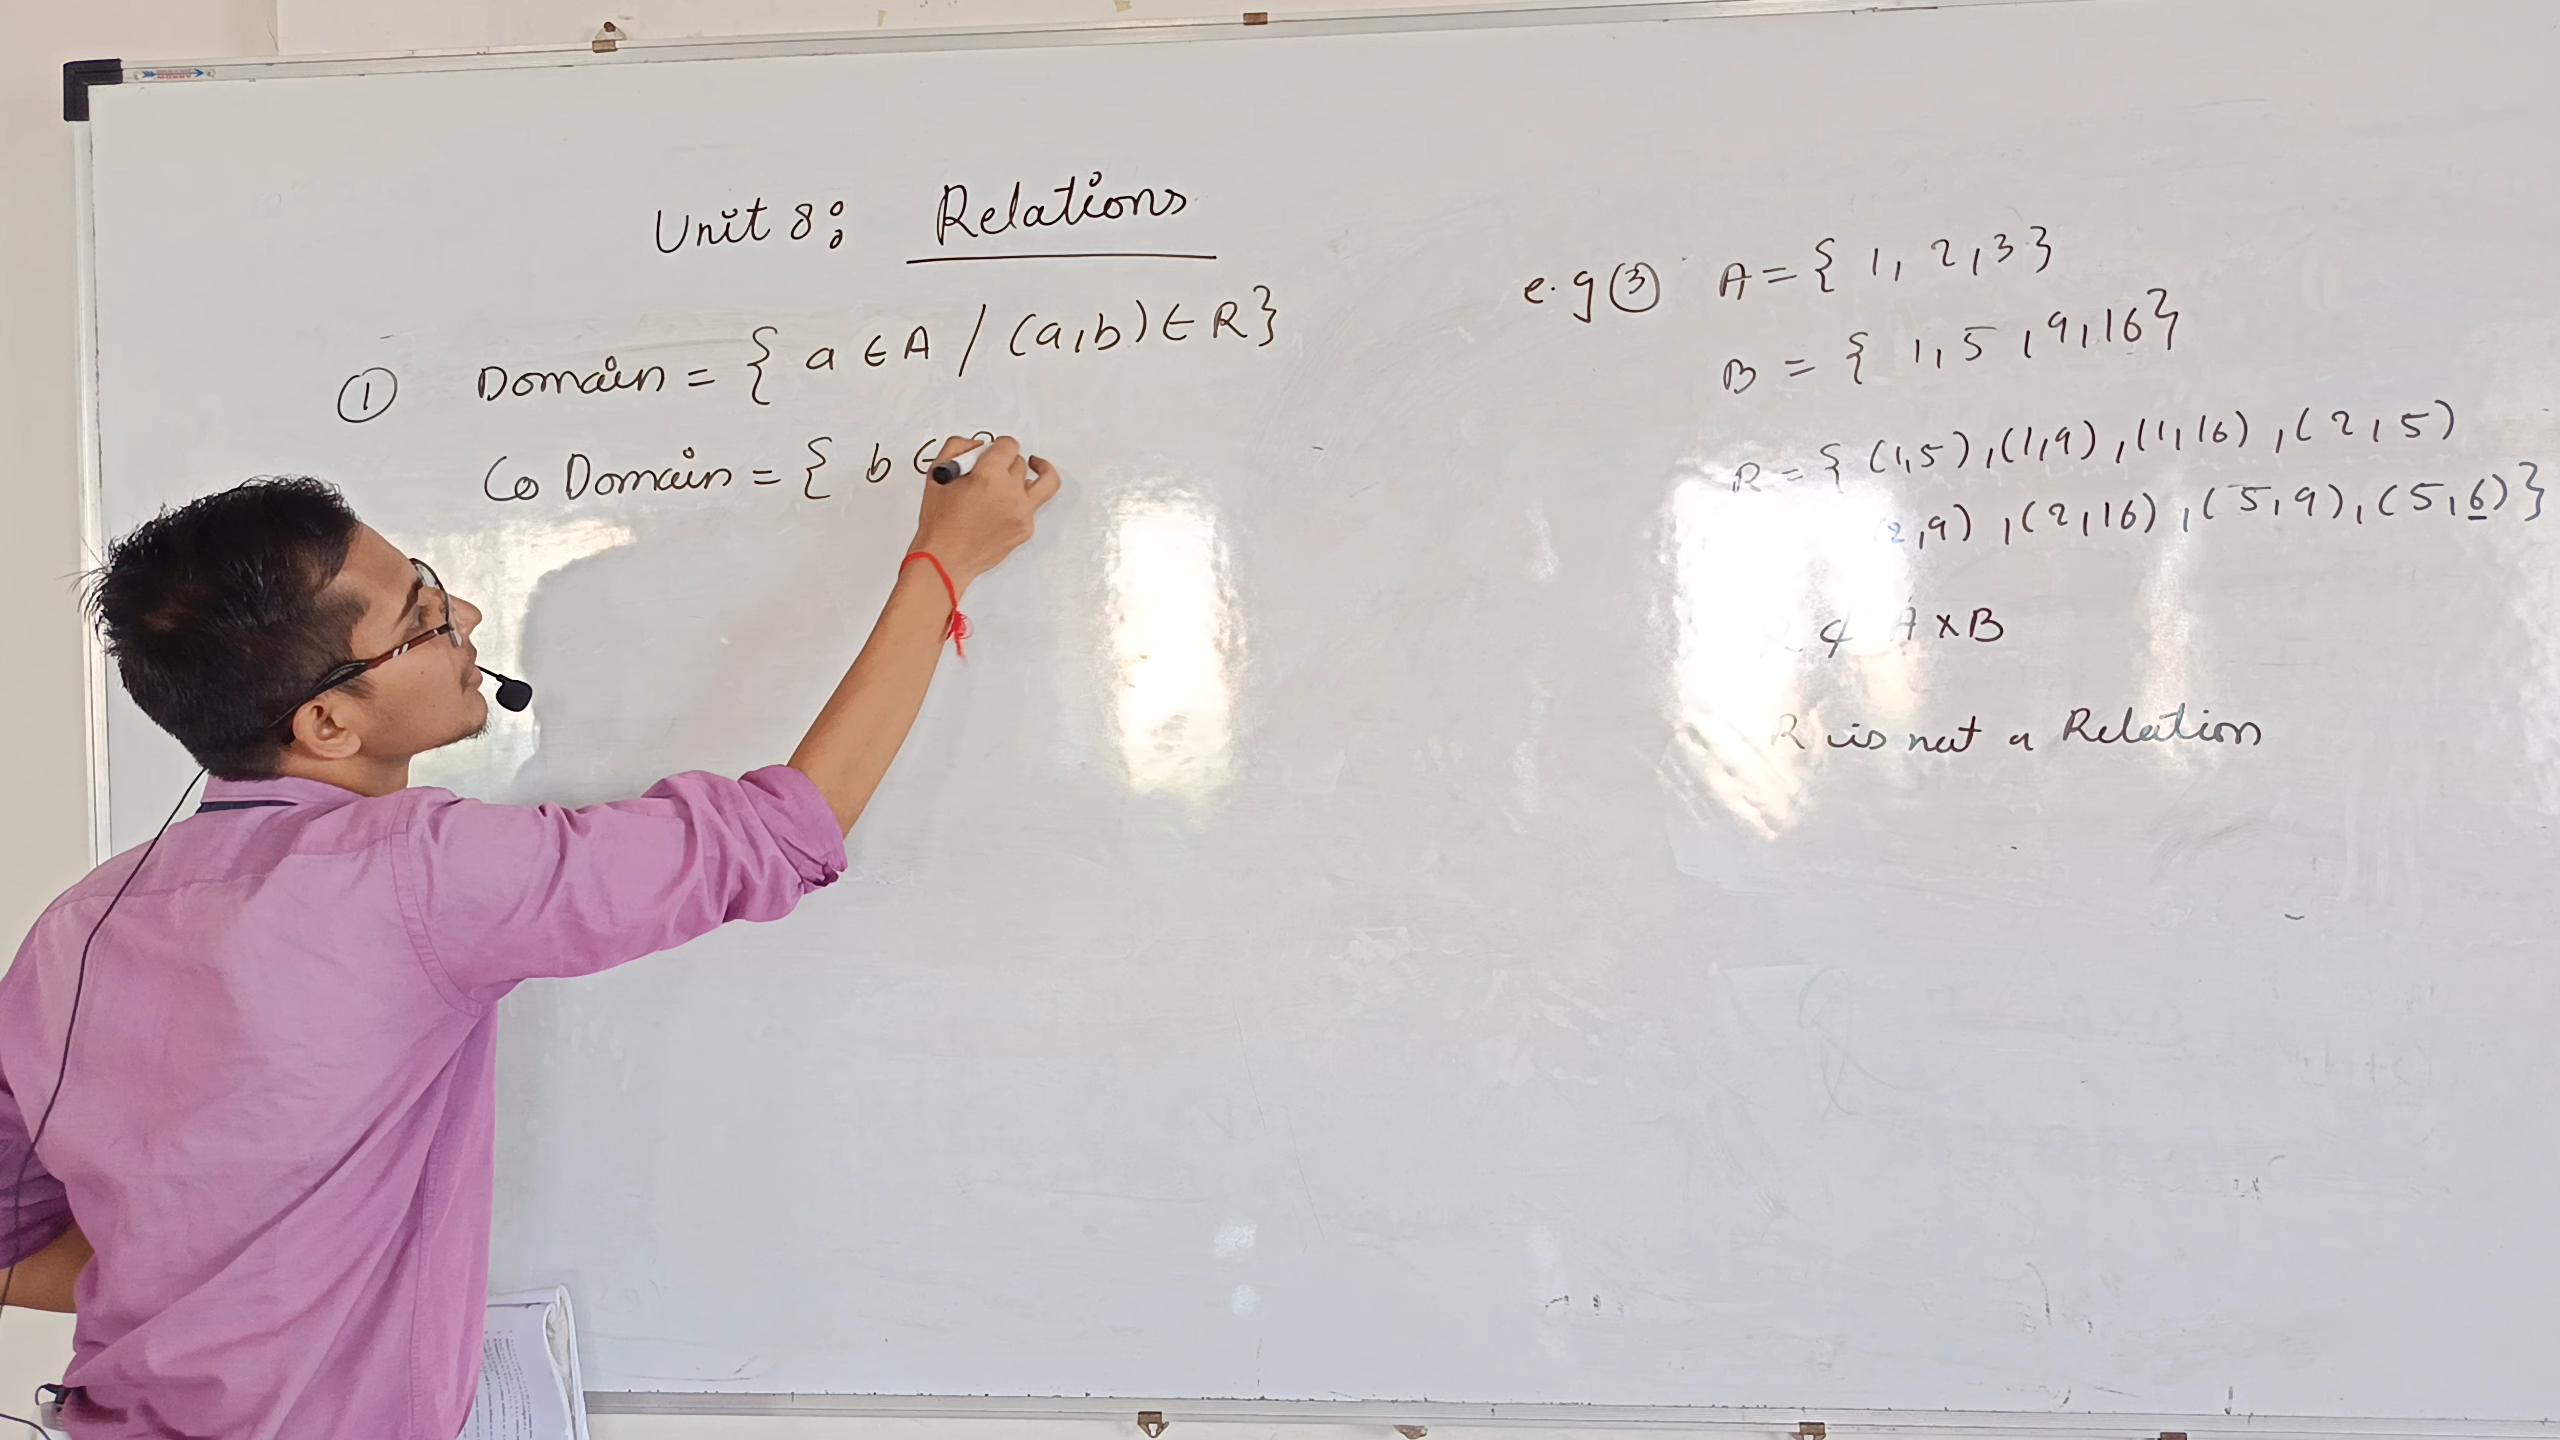 Unit 8: Relations
① Domain = { a ∈ A / (a,b) ∈ R}
Co Domain = { b ∈
e.g ③ A = { 1, 2, 3 }
B = { 1, 5, 9, 16}
R = { (1,5), (1,9), (1,16), (2,5)
(2,9), (2,16), (5,9), (5,6)}
R ⊄ A × B
R is not a Relation